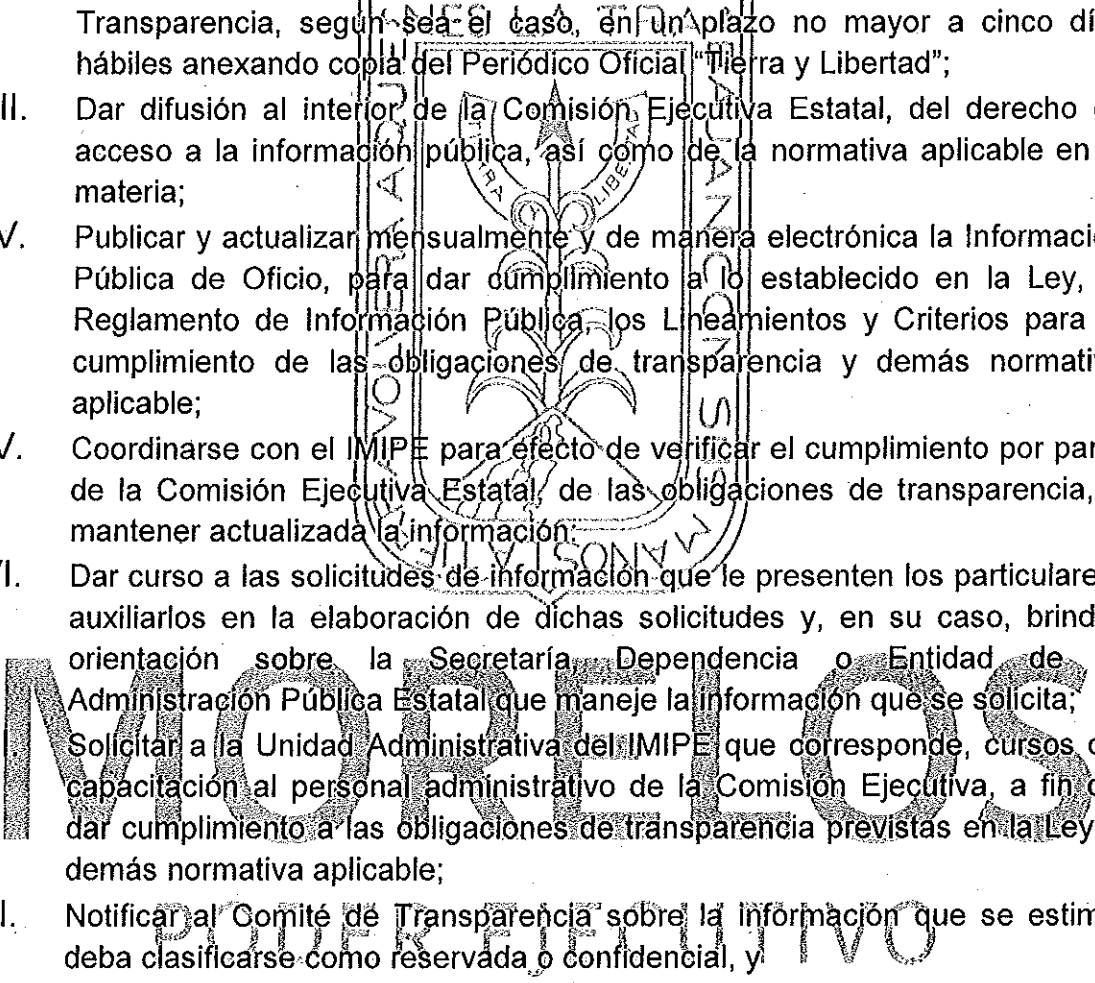 Transparencia, según sea el caso, en un plazo no mayor a cinco dí
hábiles anexando copia del Periódico Oficial "Tierra y Libertad";
II. Dar difusión al interior de la Comisión Ejecutiva Estatal, del derecho
acceso a la información pública, así como de la normativa aplicable en
materia;
V. Publicar y actualizar mensualmente y de manera electrónica la Informaci
Pública de Oficio, para dar cumplimiento a lo establecido en la Ley,
Reglamento de Información Pública, los Lineamientos y Criterios para
cumplimiento de las obligaciones de transparencia y demás normati
aplicable;
V. Coordinarse con el IMIPE para efecto de verificar el cumplimiento por par
de la Comisión Ejecutiva Estatal, de las obligaciones de transparencia,
mantener actualizada la información;
VI. Dar curso a las solicitudes de información que le presenten los particulare
auxiliarlos en la elaboración de dichas solicitudes y, en su caso, brind
orientación sobre la Secretaría, Dependencia o Entidad de
Administración Pública Estatal que maneje la información que se solicita;
I. Solicitar a la Unidad Administrativa del IMIPE que corresponde, cursos
capacitación al personal administrativo de la Comisión Ejecutiva, a fin
dar cumplimiento a las obligaciones de transparencia previstas en la Ley
demás normativa aplicable;
I. Notificar al Comité de Transparencia sobre la información que se estim
deba clasificarse como reservada o confidencial, y
TIERRA Y LIBERTAD
MORELOS
PODER EJECUTIVO